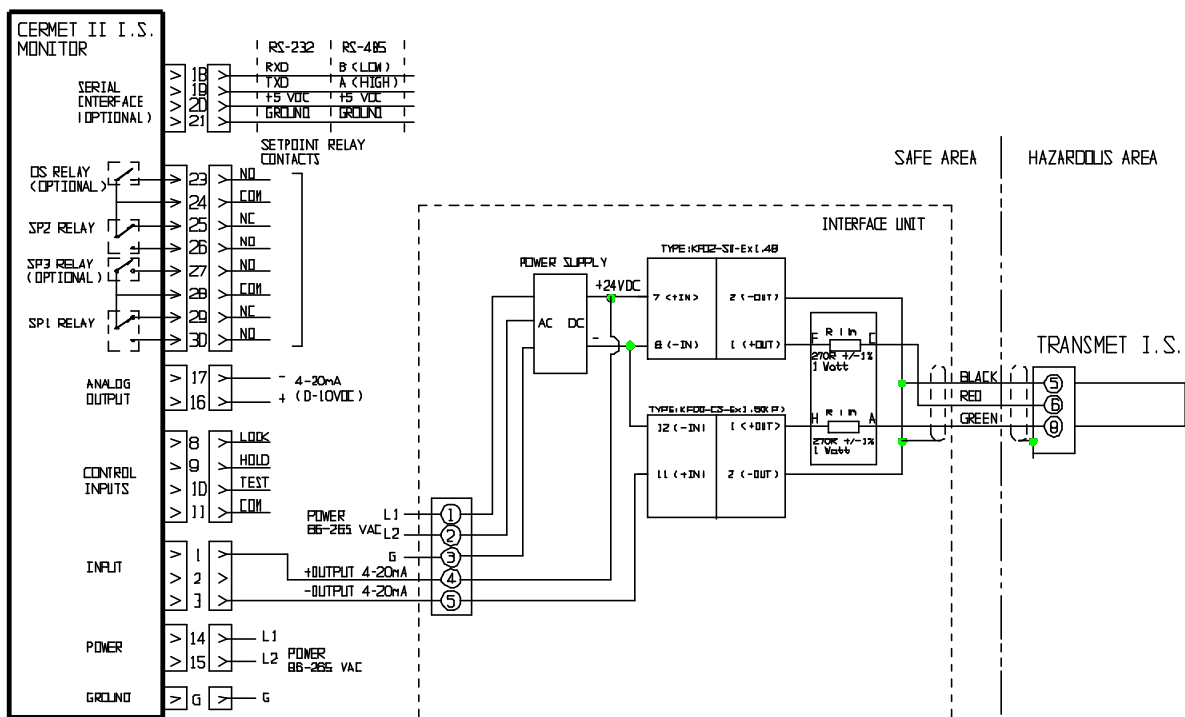 CERMET II I.S.
MONITOR
SERIAL
INTERFACE
(OPTIONAL)
18
19
20
21
RS-232 RS-485
RXD B (LOW)
TXD A (HIGH)
+5 VDC +5 VDC
GROUND GROUND
SETPOINT RELAY
CONTACTS
OS RELAY
(OPTIONAL)
SP2 RELAY
SP3 RELAY
(OPTIONAL)
SP1 RELAY
23 NO
24 COM
25 NC
26 NO
27 NO
28 COM
29 NC
30 NO
ANALOG
OUTPUT
17 -
16 +
4-20mA
(0-10VDC)
CONTROL
INPUTS
8 LOCK
9 HOLD
10 TEST
11 COM
INPUT
1
2
3
+OUTPUT 4-20mA
-OUTPUT 4-20mA
POWER
14 L1
15 L2
POWER
86-265 VAC
GROUND
G G
SAFE AREA
HAZARDOUS AREA
INTERFACE UNIT
POWER SUPPLY
AC DC
+24VDC
-
7 (+IN)
8 (-IN)
2 (-OUT)
1 (+OUT)
F R Im C
270R +/-1%
1 Watt
12 (-IN)
11 (+IN)
1 (+OUT)
2 (-OUT)
H R Im A
270R +/-1%
1 Watt
POWER
86-265 VAC
L1
L2
G
1
2
3
4
5
BLACK
RED
GREEN
TRANSMET I.S.
5
6
8